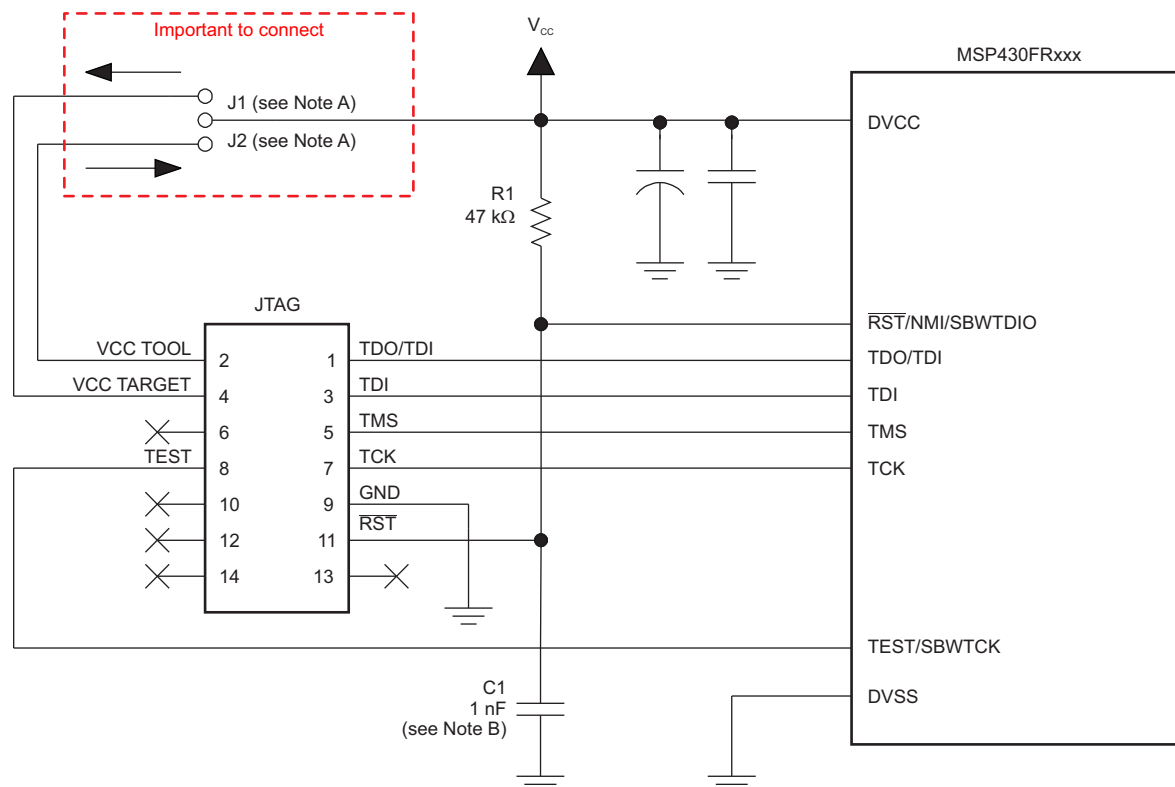 Important to connect
J1 (see Note A)
J2 (see Note A)
VCC
MSP430FRxxx
DVCC
R1
47 kΩ
JTAG
RST/NMI/SBWTDIO
VCC TOOL
2
1
TDO/TDI
TDO/TDI
VCC TARGET
4
3
TDI
TDI
6
5
TMS
TMS
TEST
8
7
TCK
TCK
10
9
GND
12
11
RST
14
13
TEST/SBWTCK
C1
1 nF
(see Note B)
DVSS